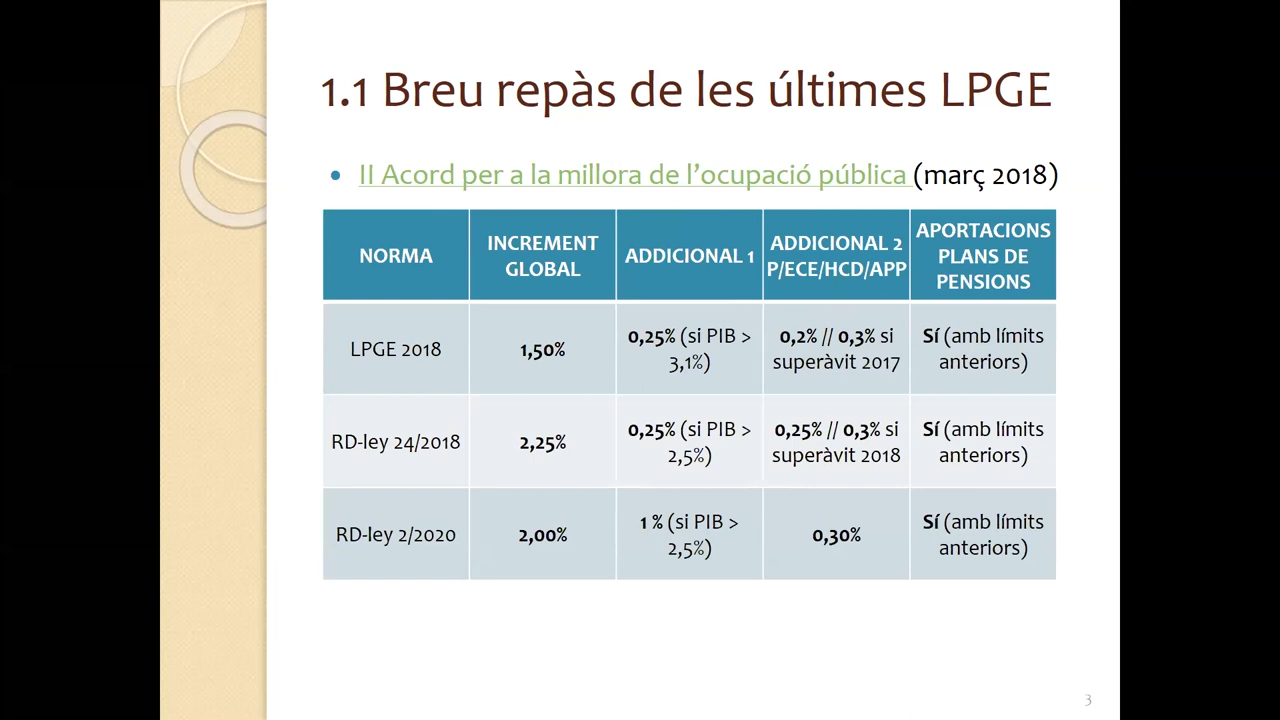 1.1 Breu repàs de les últimes LPGE
• II Acord per a la millora de l’ocupació pública (març 2018)
NORMA
INCREMENT
GLOBAL
ADDICIONAL 1
ADDICIONAL 2
P/ECE/HCD/APP
APORTACIONS
PLANS DE
PENSIONS
LPGE 2018
1,50%
0,25% (si PIB >
3,1%)
0,2% // 0,3% si
superàvit 2017
Sí (amb límits
anteriors)
RD-ley 24/2018
2,25%
0,25% (si PIB >
2,5%)
0,25% // 0,3% si
superàvit 2018
Sí (amb límits
anteriors)
RD-ley 2/2020
2,00%
1 % (si PIB >
2,5%)
0,30%
Sí (amb límits
anteriors)
3